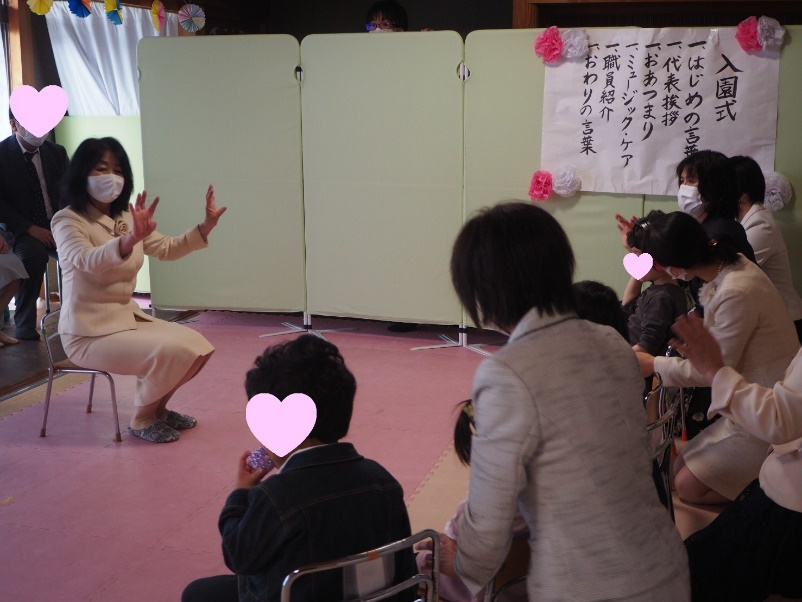 入園式
一、はじめの言葉
一、代表挨拶
一、おあつまり
一、ミュージック・ケア
一、職員紹介
一、おわりの言葉